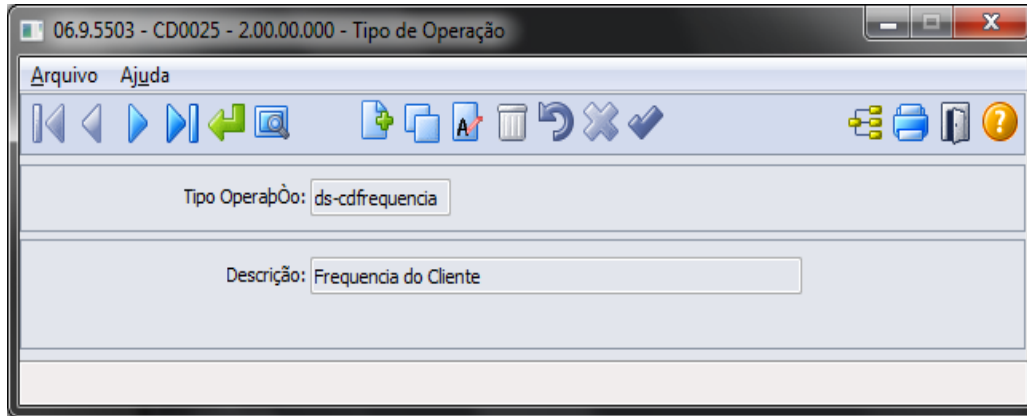 06.9.5503 - CD0025 - 2.00.00.000 - Tipo de Operação
Arquivo Ajuda
Tipo OperaþÒo: ds-cdfrequencia
Descrição: Frequencia do Cliente